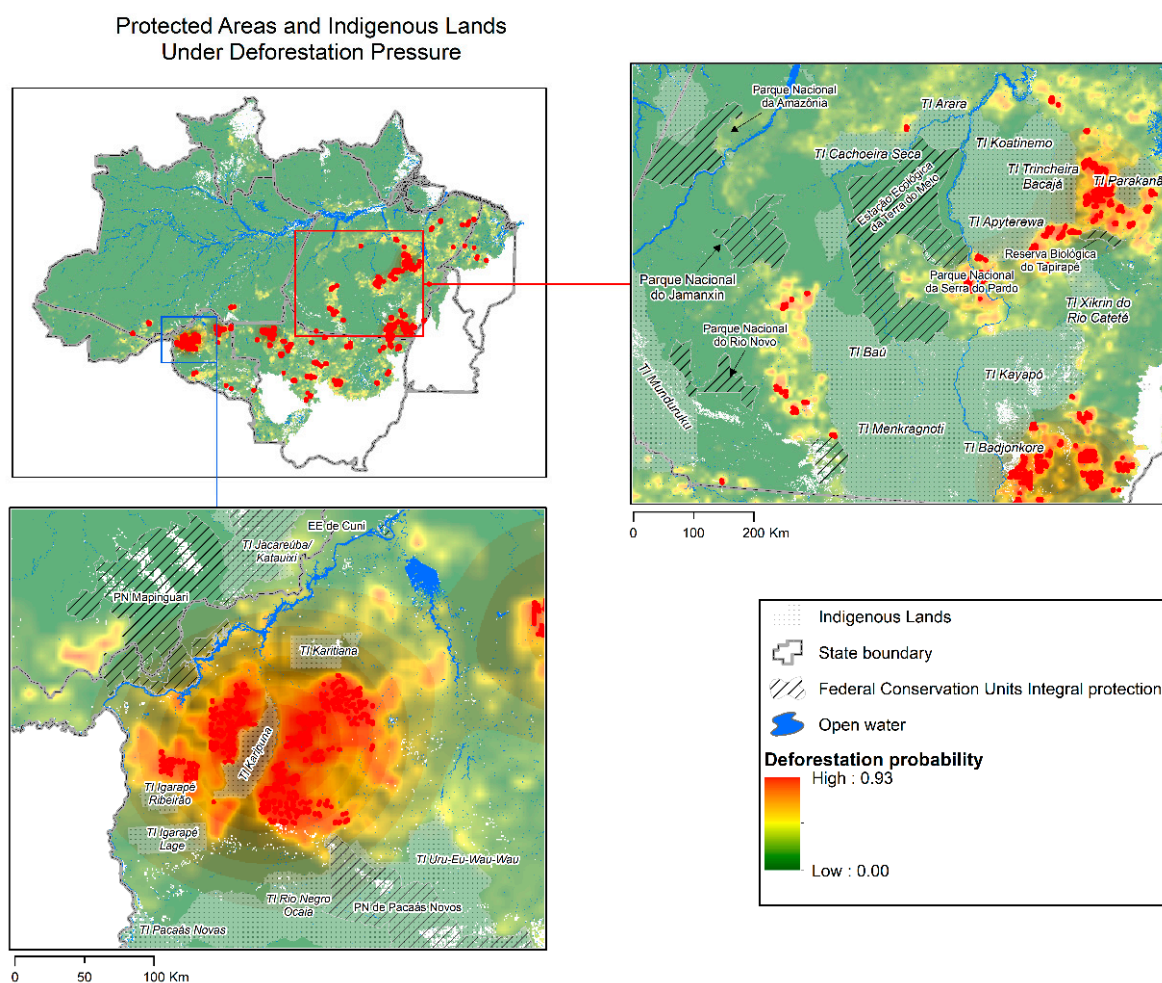 Protected Areas and Indigenous Lands
Under Deforestation Pressure
Parque Nacional
da Amazônia
TI Arara
TI Koatinemo
TI Cachoeira Seca
TI Trincheira
Bacajá
TI Parakanã
Estação Ecológica
da Terra do Meio
TI Apyterewa
Reserva Biológica
do Tapirapé
Parque Nacional
do Jamanxin
Parque Nacional
da Serra do Pardo
TI Xikrin do
Rio Cateté
Parque Nacional
do Rio Novo
TI Baú
TI Kayapó
TI Munduruku
TI Menkragnoti
TI Badjonkore
0 100 200 Km
EE de Cuni
TI Jacareúba/
Katauixi
PN Mapinguari
TI Karitiana
TI Karipuna
TI Igarapé
Ribeirão
TI Igarapé
Lage
TI Uru-Eu-Wau-Wau
TI Rio Negro
Ocaia
PN de Pacaás Novos
TI Pacaás Novas
0 50 100 Km
Indigenous Lands
State boundary
Federal Conservation Units Integral protection
Open water
Deforestation probability
High : 0.93
Low : 0.00